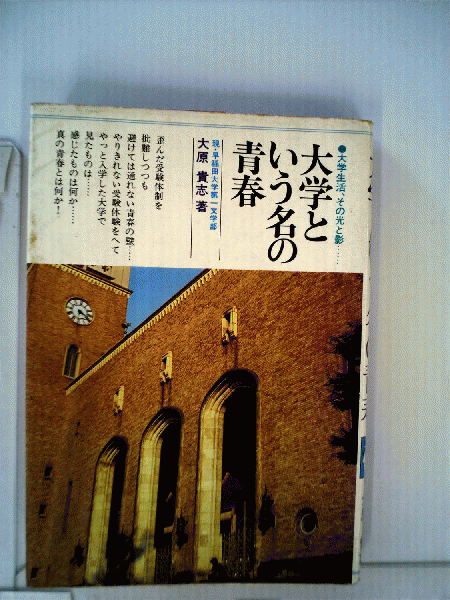 ●大学生活、その光と影……
大学と
いう名の
青春
現・早稲田大学第一文学部
大原 貴志 著
歪んだ受験体制を
批難しつつも
避けては通れない青春の壁…
やりきれない受験体験をへて
やっと入学した大学で
見たものは……
感じたものは何か……
真の青春とは何か!